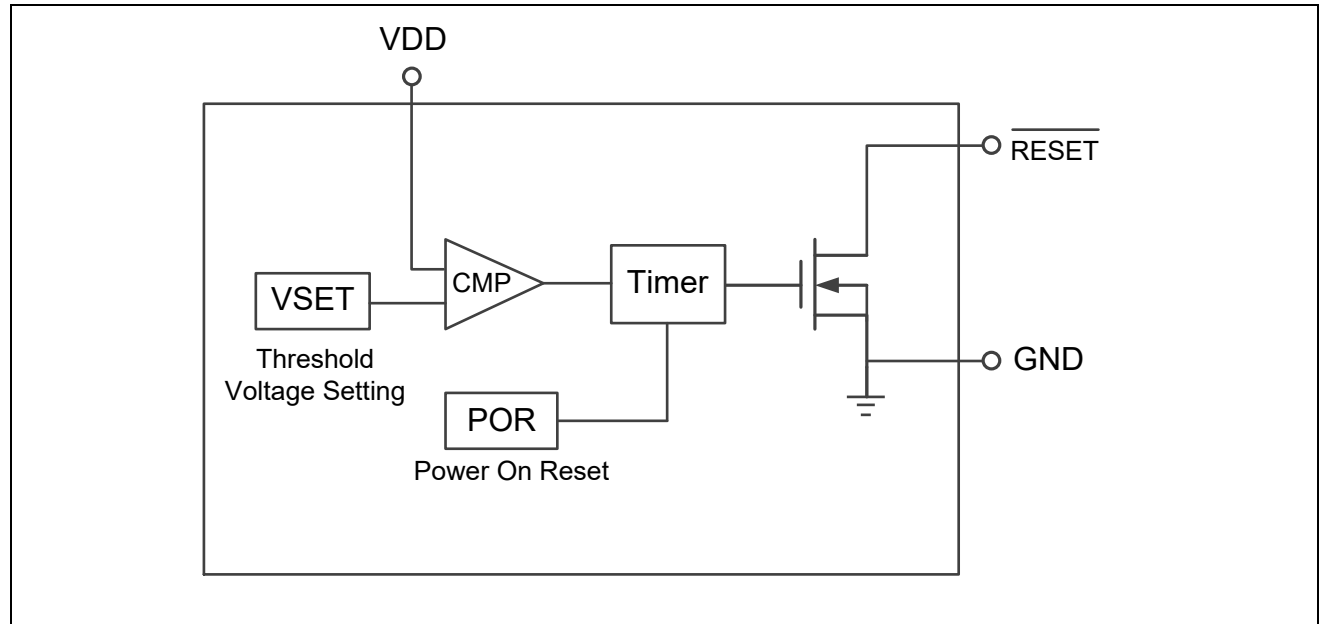 VDD
RESET
CMP
Timer
VSET
Threshold
Voltage Setting
GND
POR
Power On Reset